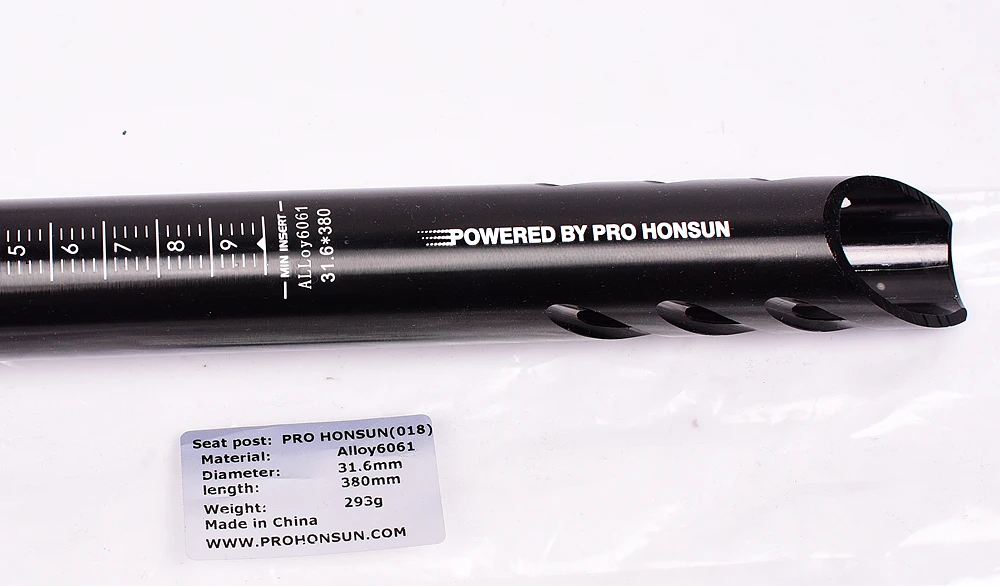 5 6 7 8 9
MIN INSERT
ALLoy6061
31.6*380
POWERED BY PRO HONSUN
Seat post: PRO HONSUN(018)
Material: Alloy6061
Diameter: 31.6mm
length: 380mm
Weight: 293g
Made in China
WWW.PROHONSUN.COM